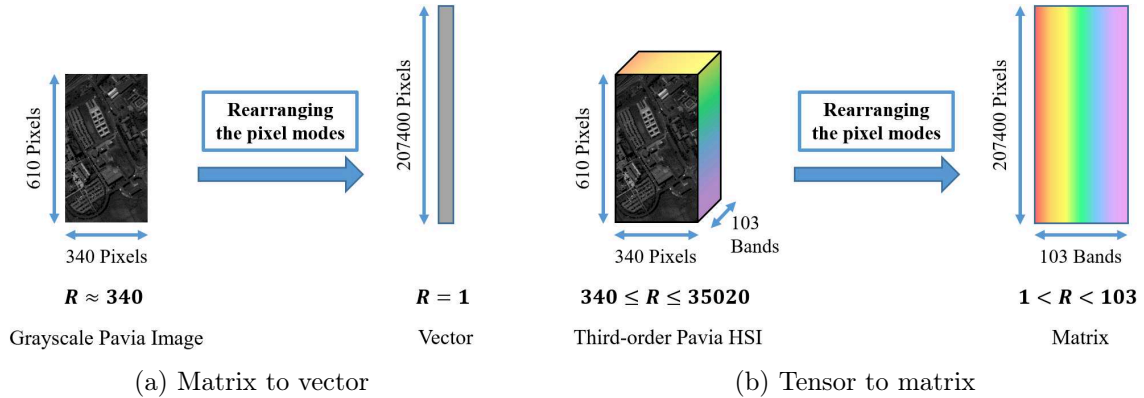 610 Pixels
340 Pixels
R ≈ 340
Grayscale Pavia Image
Rearranging
the pixel modes
207400 Pixels
R = 1
Vector
(a) Matrix to vector
610 Pixels
340 Pixels
103
Bands
340 ≤ R ≤ 35020
Third-order Pavia HSI
Rearranging
the pixel modes
207400 Pixels
103 Bands
1 < R < 103
Matrix
(b) Tensor to matrix